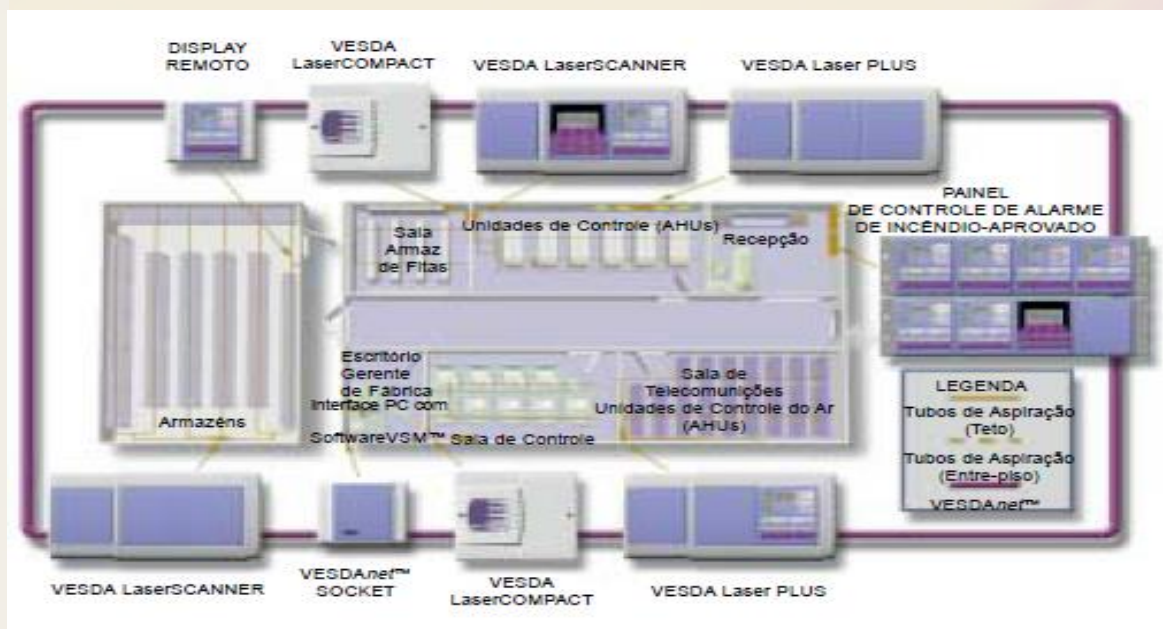 DISPLAY
REMOTO
VESDA
LaserCOMPACT
VESDA LaserSCANNER
VESDA Laser PLUS
PAINEL
DE CONTROLE DE ALARME
DE INCÊNDIO-APROVADO
Sala
Armaz
de Fitas
Unidades de Controle (AHUs)
Recepção
Armazéns
Escritório
Gerente
de Fábrica
Interface PC com
SoftwareVSM™
Sala de Controle
Sala de
Telecomunições
Unidades de Controle do Ar
(AHUs)
LEGENDA
Tubos de Aspiração
(Teto)
Tubos de Aspiração
(Entre-piso)
VESDAnet™
VESDA LaserSCANNER
VESDAnet™
SOCKET
VESDA
LaserCOMPACT
VESDA Laser PLUS